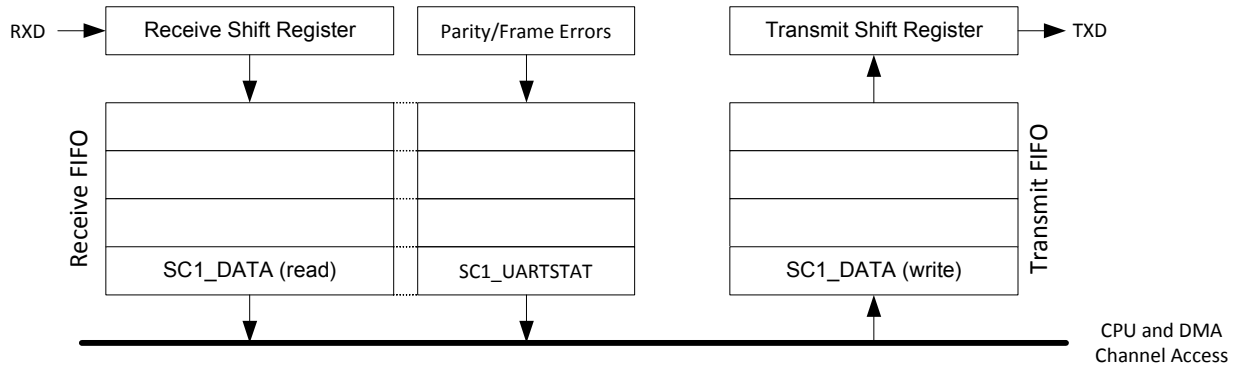 RXD
Receive Shift Register
Parity/Frame Errors
Transmit Shift Register
TXD
Receive FIFO
Transmit FIFO
SC1_DATA (read)
SC1_UARTSTAT
SC1_DATA (write)
CPU and DMA
Channel Access